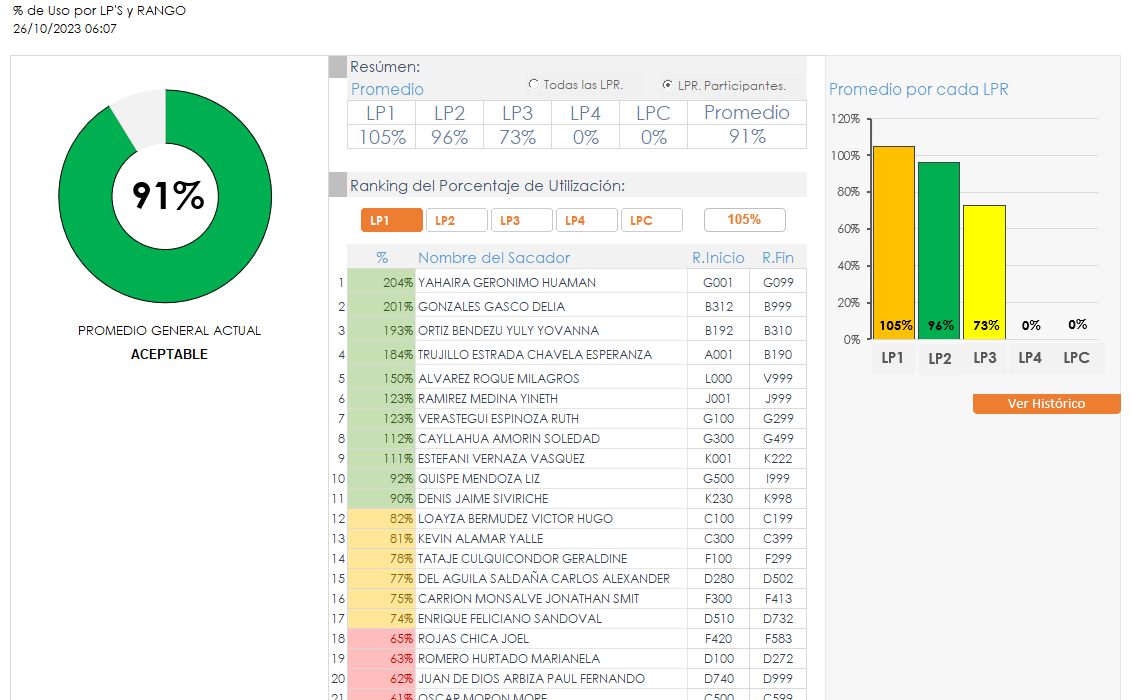 % de Uso por LP'S y RANGO
26/10/2023 06:07
91%
PROMEDIO GENERAL ACTUAL
ACEPTABLE
Resúmen:
Promedio
Todas las LPR.
LPR. Participantes.
LP1 LP2 LP3 LP4 LPC Promedio
105% 96% 73% 0% 0% 91%
Ranking del Porcentaje de Utilización:
LP1 LP2 LP3 LP4 LPC 105%
% Nombre del Sacador R.Inicio R.Fin
1 204% YAHAIRA GERONIMO HUAMAN G001 G099
2 201% GONZALES GASCO DELIA B312 B999
3 193% ORTIZ BENDEZU YULY YOVANNA B192 B310
4 184% TRUJILLO ESTRADA CHAVELA ESPERANZA A001 B190
5 150% ALVAREZ ROQUE MILAGROS L000 V999
6 123% RAMIREZ MEDINA YINETH J001 J999
7 123% VERASTEGUI ESPINOZA RUTH G100 G299
8 112% CAYLLAHUA AMORIN SOLEDAD G300 G499
9 111% ESTEFANI VERNAZA VASQUEZ K001 K222
10 92% QUISPE MENDOZA LIZ G500 I999
11 90% DENIS JAIME SIVIRICHE K230 K998
12 82% LOAYZA BERMUDEZ VICTOR HUGO C100 C199
13 81% KEVIN ALAMAR YALLE C300 C399
14 78% TATAJE CULQUICONDOR GERALDINE F100 F299
15 77% DEL AGUILA SALDAÑA CARLOS ALEXANDER D280 D502
16 75% CARRION MONSALVE JONATHAN SMIT F300 F413
17 74% ENRIQUE FELICIANO SANDOVAL D510 D732
18 65% ROJAS CHICA JOEL F420 F583
19 63% ROMERO HURTADO MARIANELA D100 D272
20 62% JUAN DE DIOS ARBIZA PAUL FERNANDO D740 D999
21 61% OSCAR MORON MORE C500 C599
Promedio por cada LPR
120%
100%
80%
60%
40%
20%
0%
105% 96% 73% 0% 0%
LP1 LP2 LP3 LP4 LPC
Ver Histórico